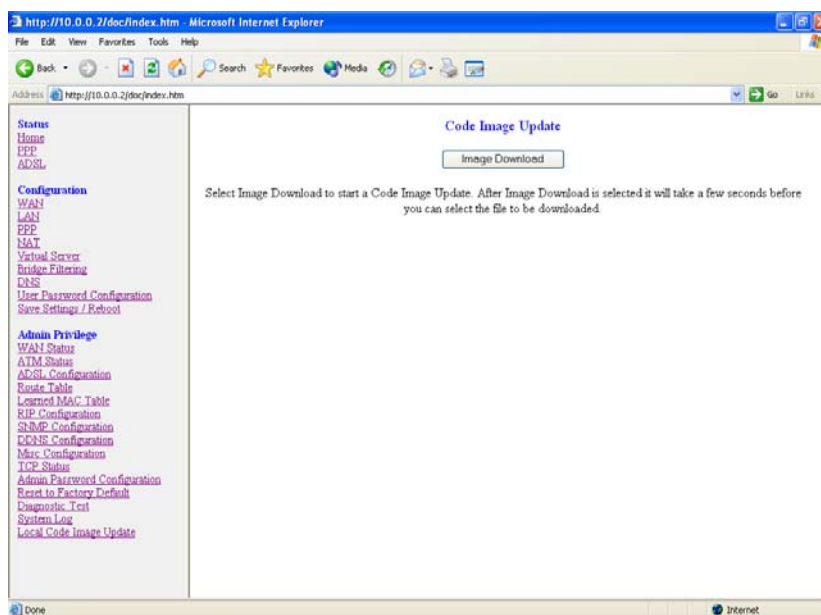 http://10.0.0.2/doc/index.htm - Microsoft Internet Explorer
File Edit View Favorites Tools Help
Back Search Favorites Media
Address http://10.0.0.2/doc/index.htm Go Links
Status
Home
PPP
ADSL
Configuration
WAN
LAN
PPP
NAT
Virtual Server
Bridge Filtering
DNS
User Password Configuration
Save Settings / Reboot
Admin Privilege
WAN Status
ATM Status
ADSL Configuration
Route Table
Learned MAC Table
RIP Configuration
SNMP Configuration
DDNS Configuration
Misc Configuration
TCP Status
Admin Password Configuration
Reset to Factory Default
Diagnostic Test
System Log
Local Code Image Update
Code Image Update
Image Download
Select Image Download to start a Code Image Update. After Image Download is selected it will take a few seconds before
you can select the file to be downloaded.
Done Internet